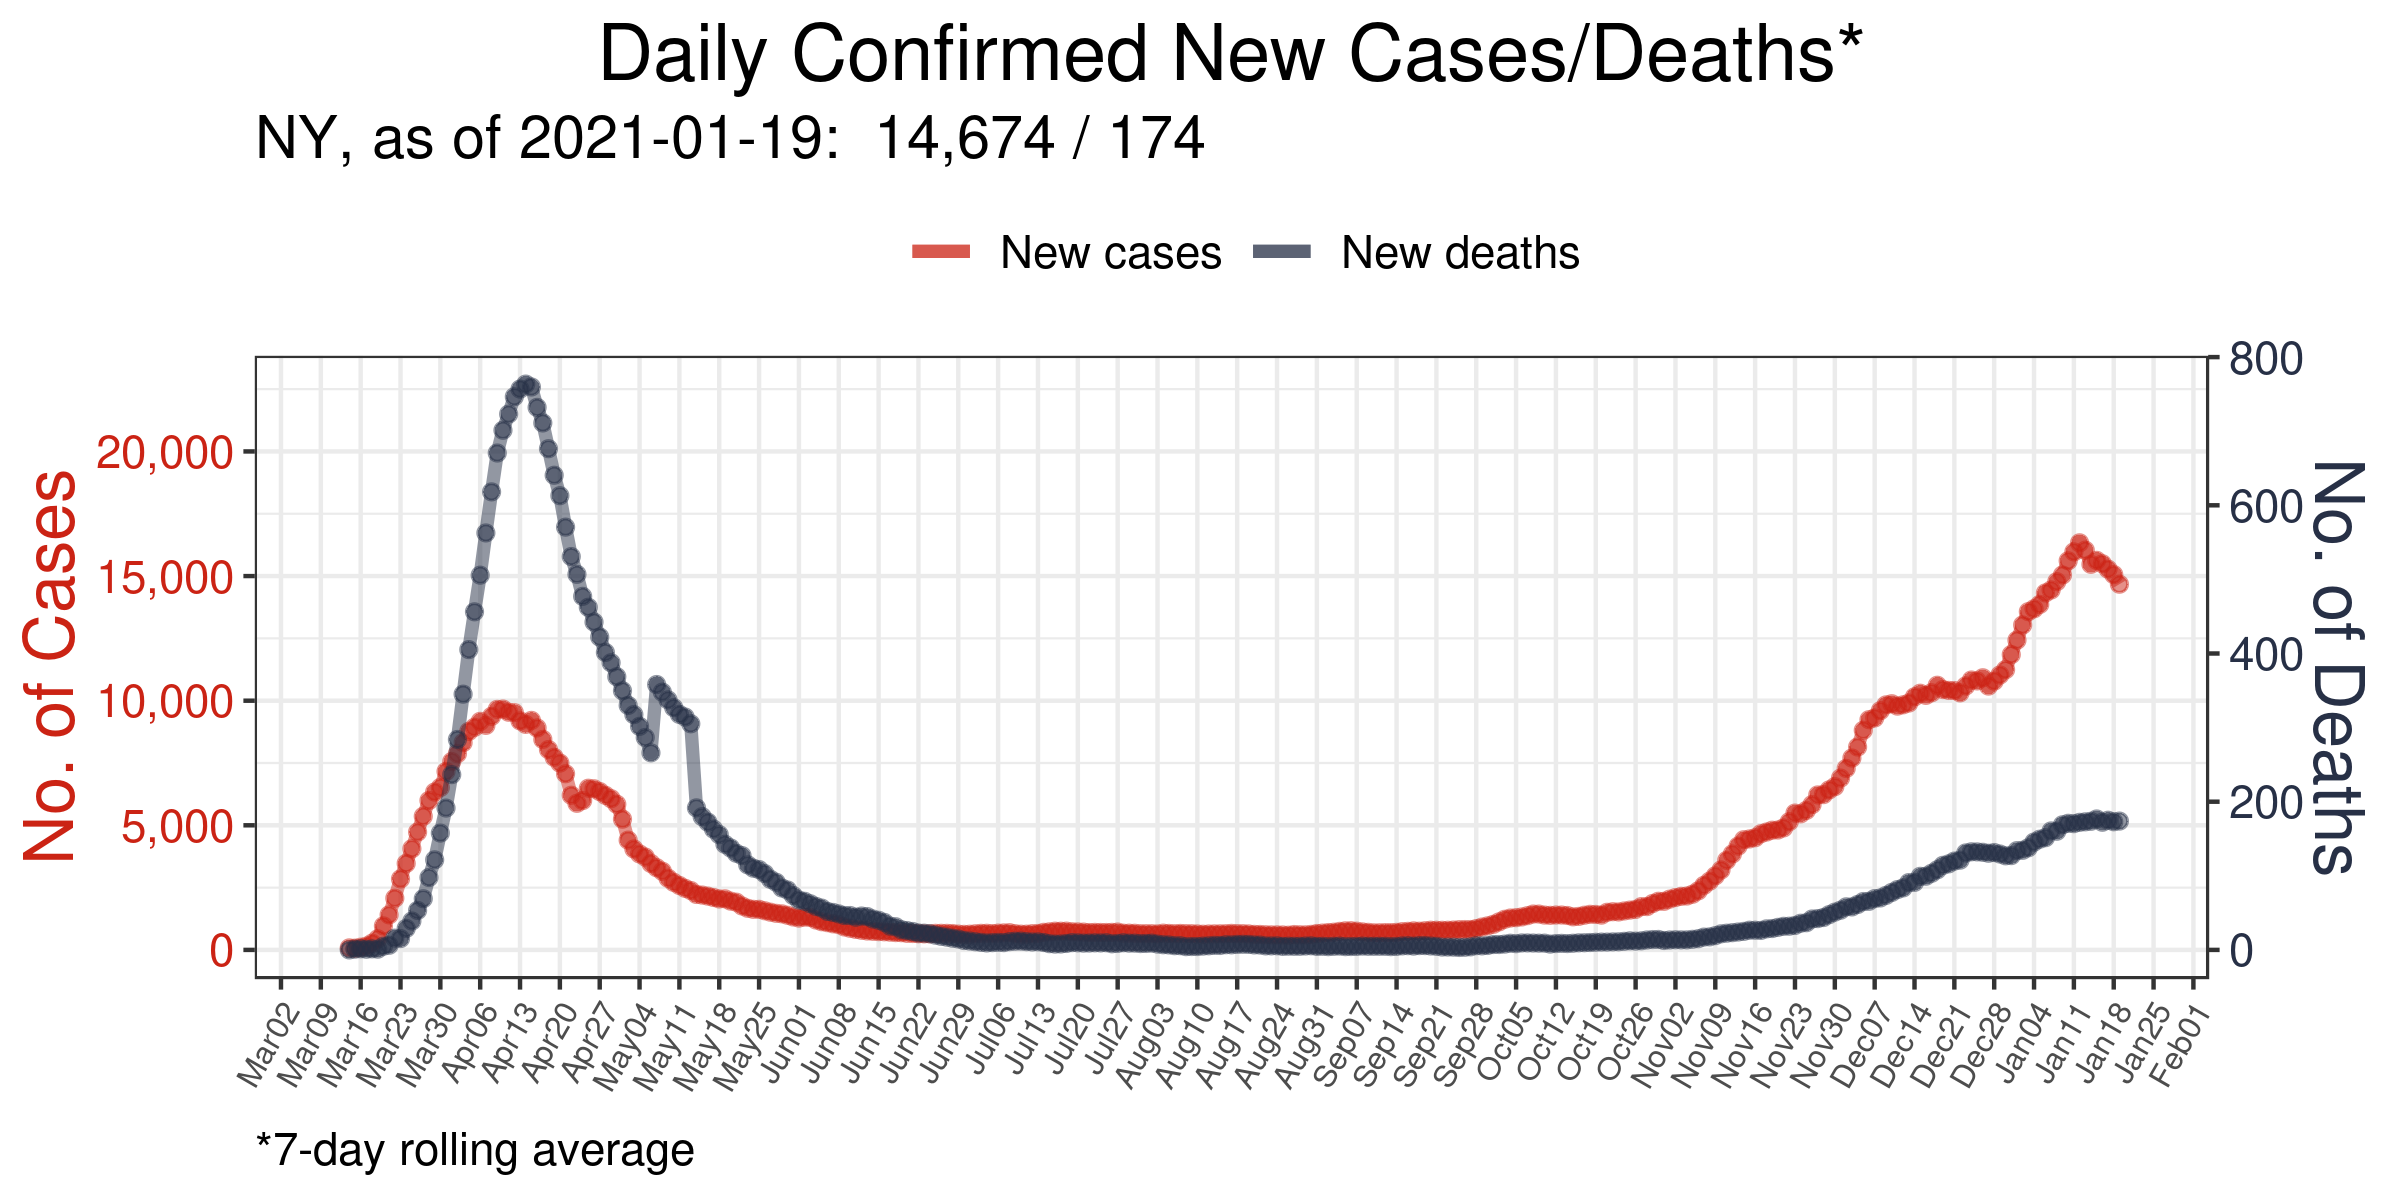 Daily Confirmed New Cases/Deaths*
NY, as of 2021-01-19:  14,674 / 174
New cases
New deaths
No. of Cases
20,000
15,000
10,000
5,000
0
800
600
400
200
0
No. of Deaths
Mar02
Mar09
Mar16
Mar23
Mar30
Apr06
Apr13
Apr20
Apr27
May04
May11
May18
May25
Jun01
Jun08
Jun15
Jun22
Jun29
Jul06
Jul13
Jul20
Jul27
Aug03
Aug10
Aug17
Aug24
Aug31
Sep07
Sep14
Sep21
Sep28
Oct05
Oct12
Oct19
Oct26
Nov02
Nov09
Nov16
Nov23
Nov30
Dec07
Dec14
Dec21
Dec28
Jan04
Jan11
Jan18
Jan25
Feb01
*7-day rolling average